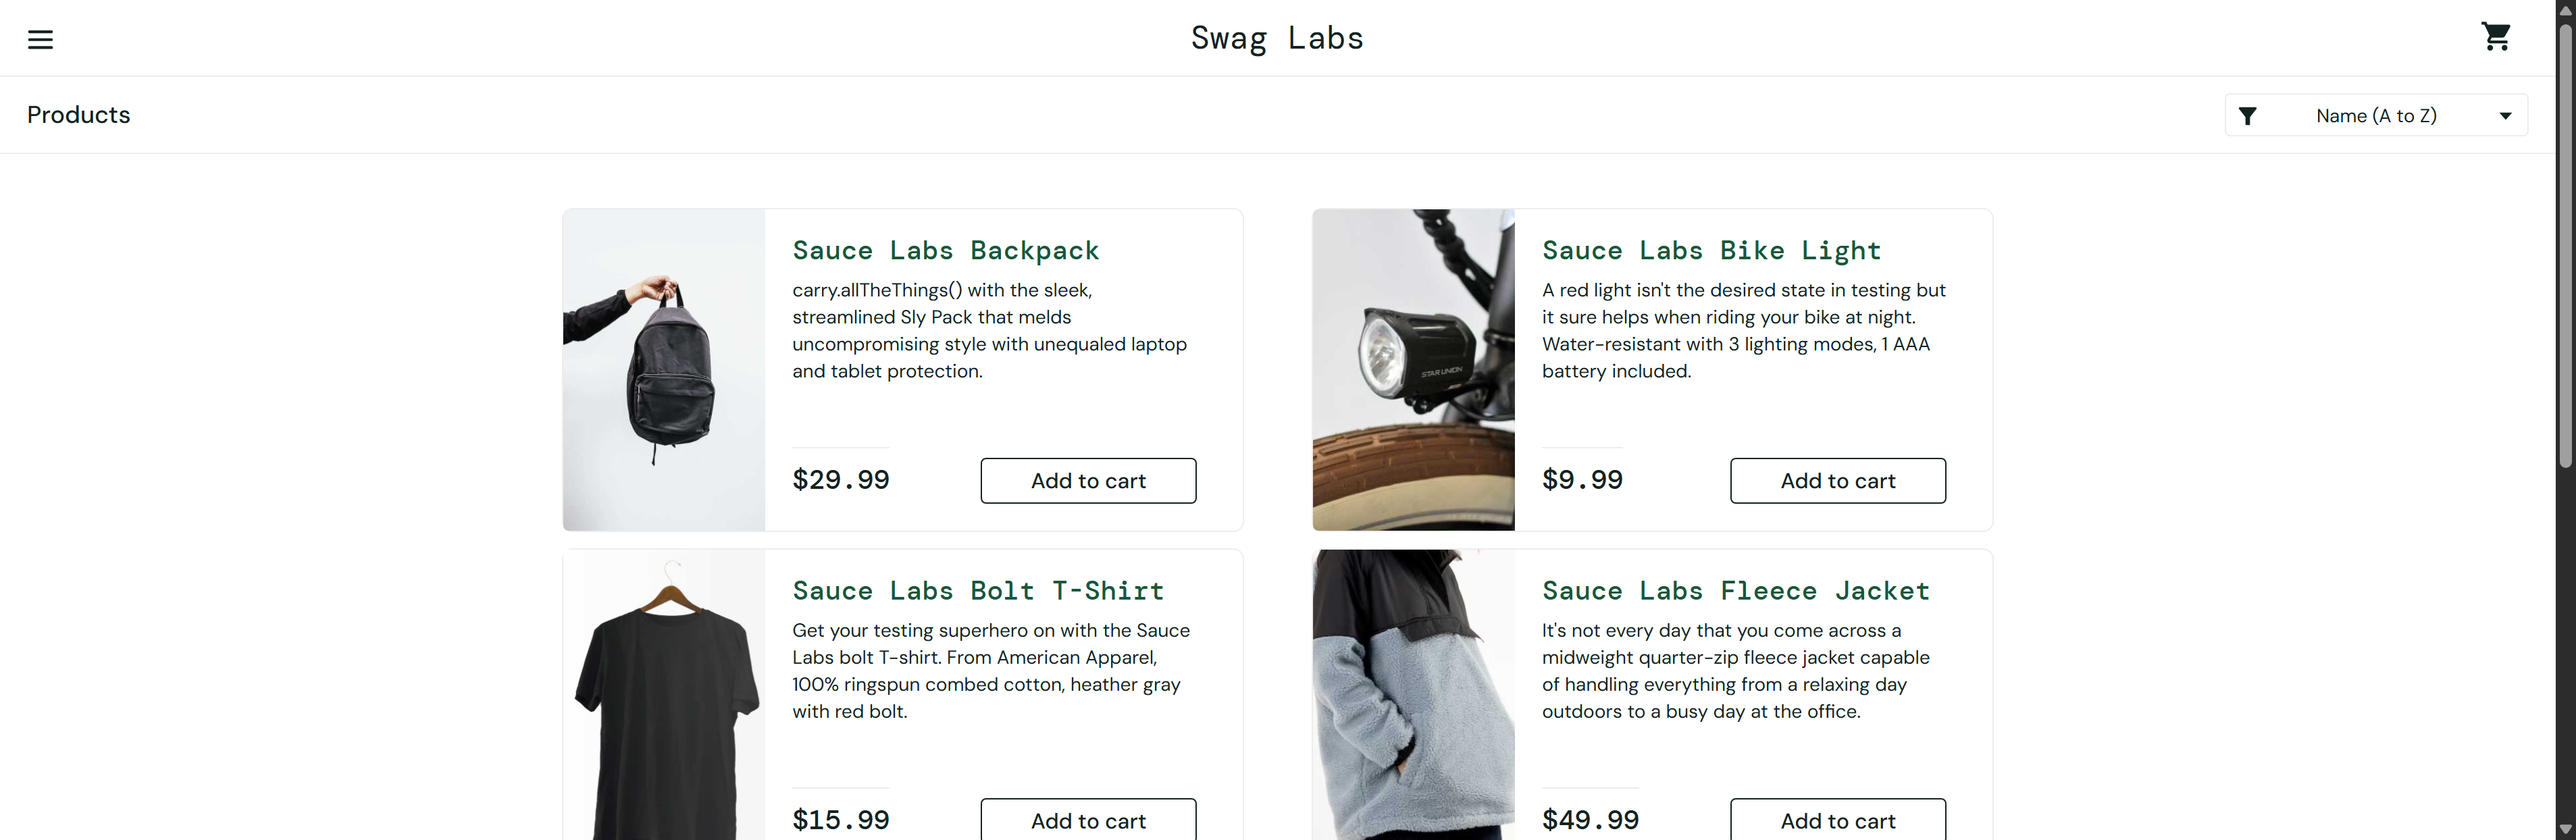 Swag Labs
Products
Name (A to Z)
Sauce Labs Backpack
carry.allTheThings() with the sleek,
streamlined Sly Pack that melds
uncompromising style with unequaled laptop
and tablet protection.
$29.99
Add to cart
Sauce Labs Bike Light
A red light isn't the desired state in testing but
it sure helps when riding your bike at night.
Water-resistant with 3 lighting modes, 1 AAA
battery included.
STAR UNION
$9.99
Add to cart
Sauce Labs Bolt T-Shirt
Get your testing superhero on with the Sauce
Labs bolt T-shirt. From American Apparel,
100% ringspun combed cotton, heather gray
with red bolt.
$15.99
Add to cart
Sauce Labs Fleece Jacket
It's not every day that you come across a
midweight quarter-zip fleece jacket capable
of handling everything from a relaxing day
outdoors to a busy day at the office.
$49.99
Add to cart